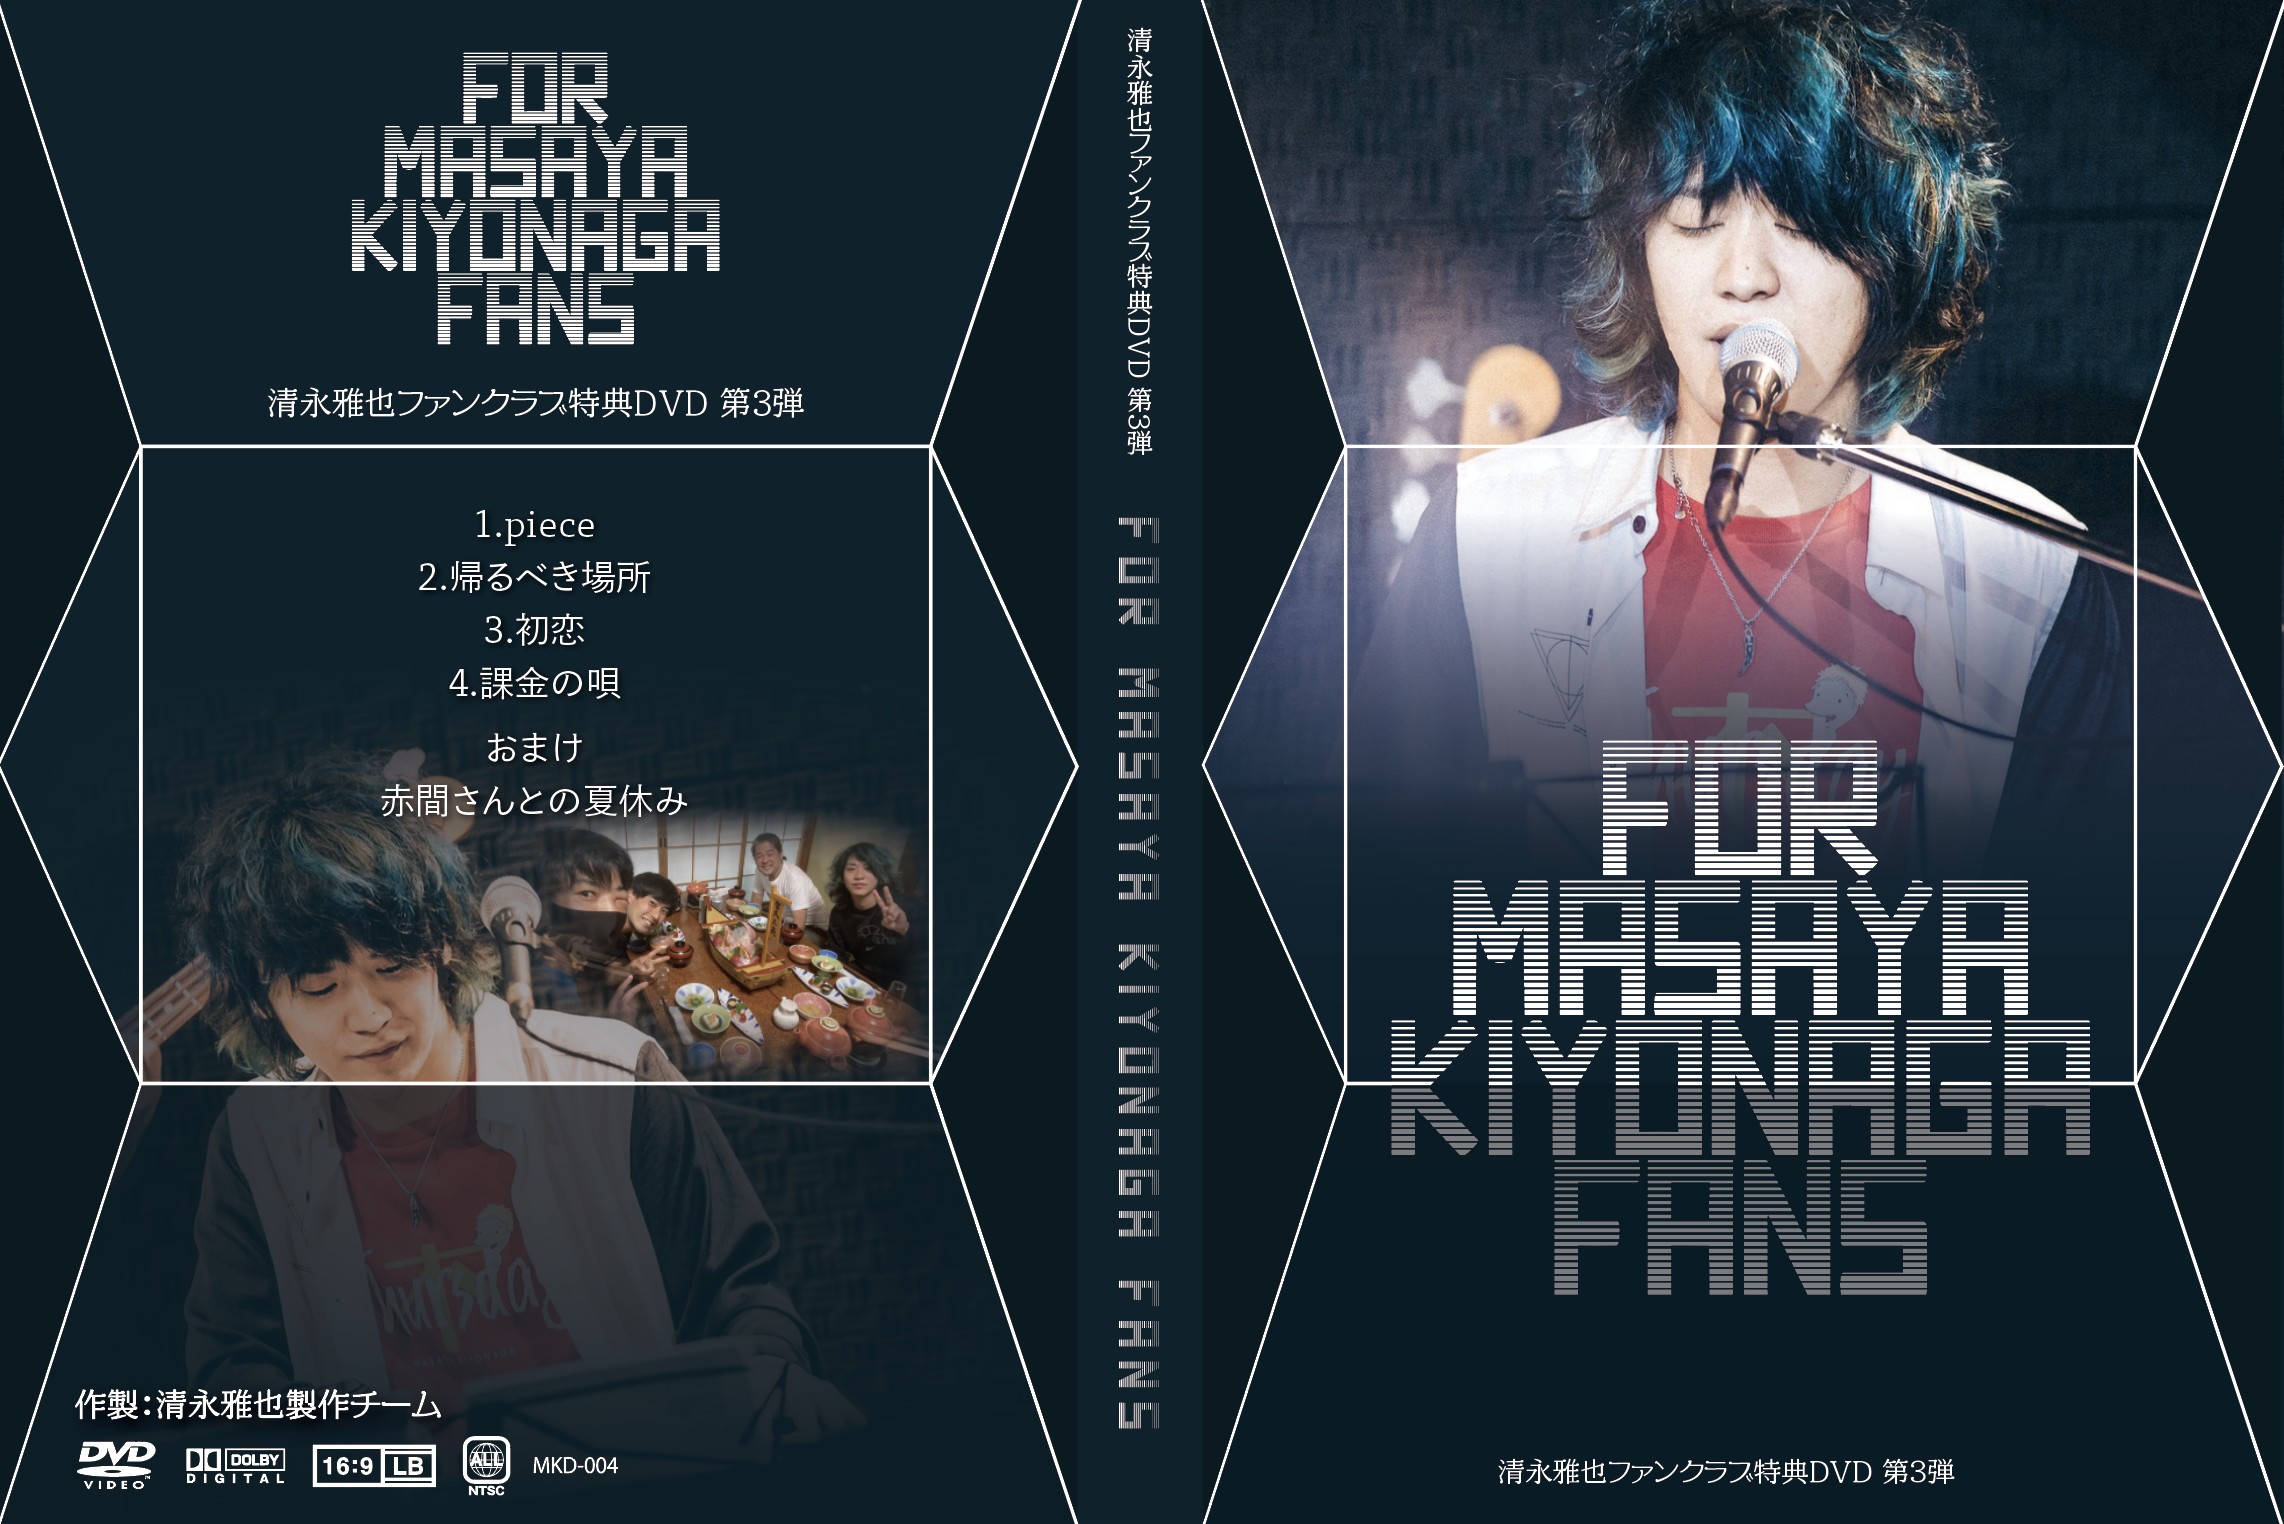 FOR
MASAYA
KIYONAGA
FANS
清永雅也ファンクラブ特典DVD 第3弾
1.piece
2.帰るべき場所
3.初恋
4.課金の唄
おまけ
赤間さんとの夏休み
作製：清永雅也製作チーム
DVD
VIDEO
DOLBY
DIGITAL
16:9 LB
ALL
NTSC
MKD-004
清永雅也ファンクラブ特典DVD 第3弾
FOR MASAYA KIYONAGA FANS
FOR
MASAYA
KIYONAGA
FANS
清永雅也ファンクラブ特典DVD 第3弾